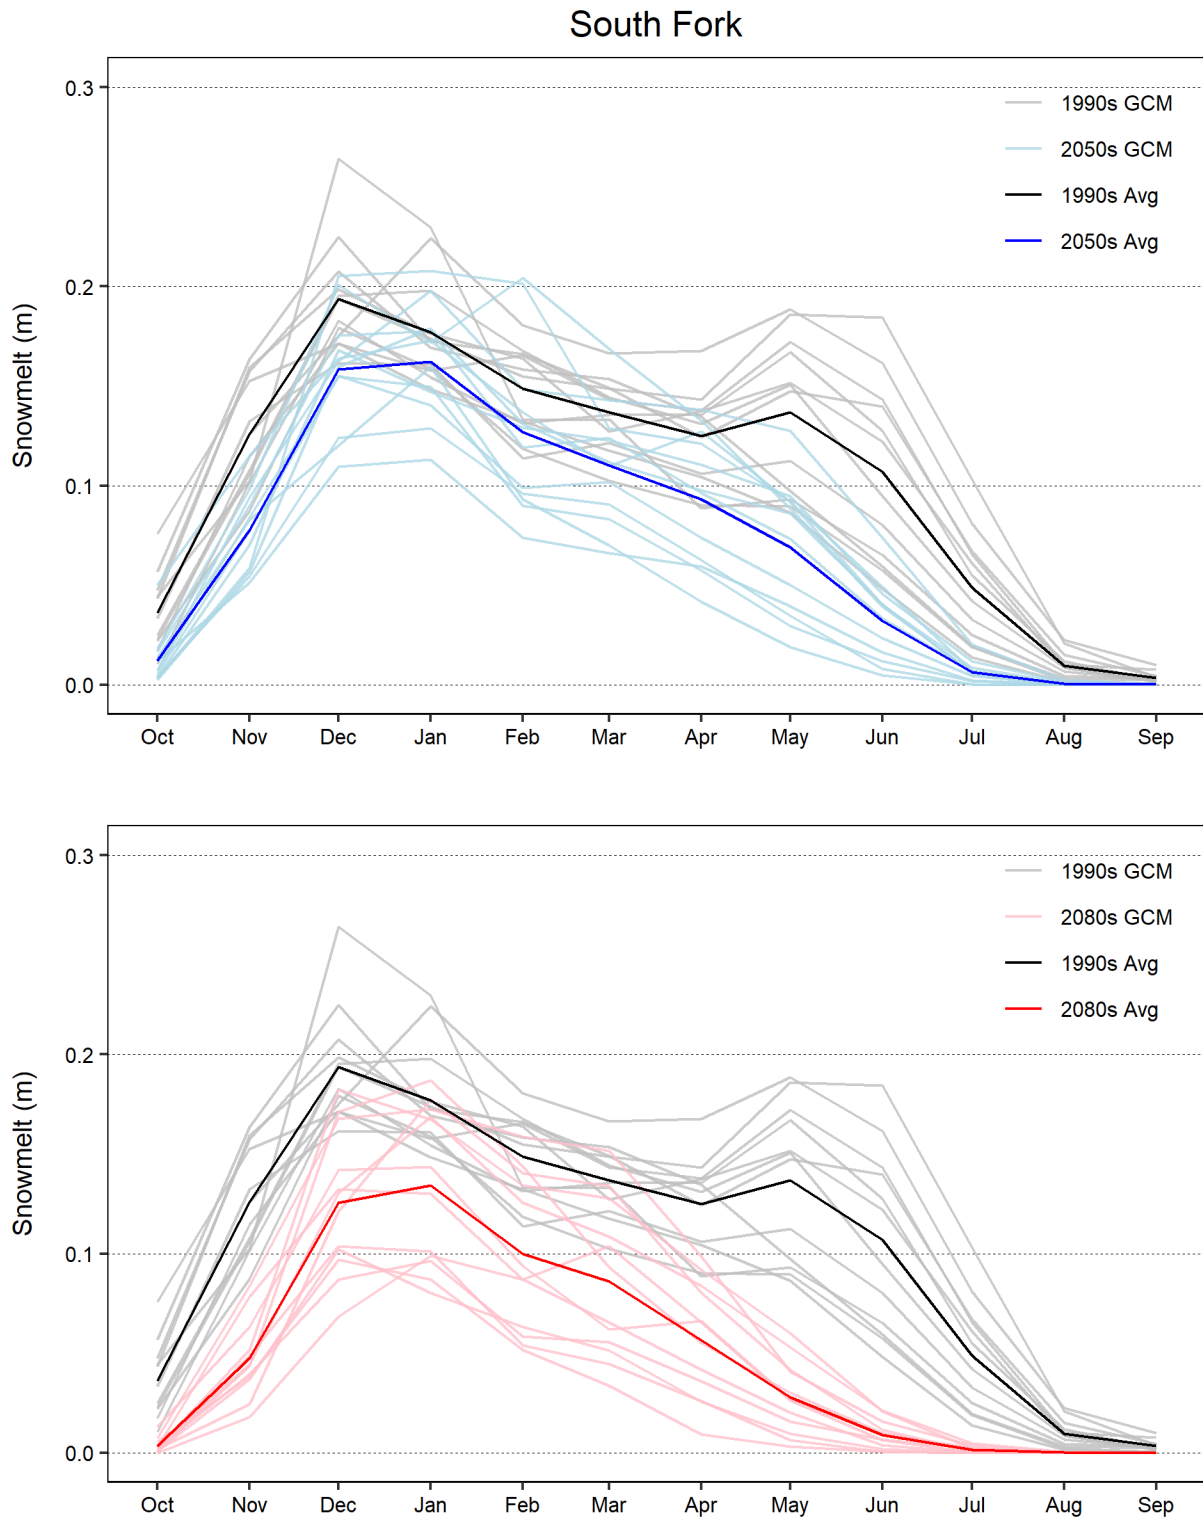 South Fork
Snowmelt (m)
0.3
0.2
0.1
0.0
1990s GCM
2050s GCM
1990s Avg
2050s Avg
Oct Nov Dec Jan Feb Mar Apr May Jun Jul Aug Sep
Snowmelt (m)
0.3
0.2
0.1
0.0
1990s GCM
2080s GCM
1990s Avg
2080s Avg
Oct Nov Dec Jan Feb Mar Apr May Jun Jul Aug Sep